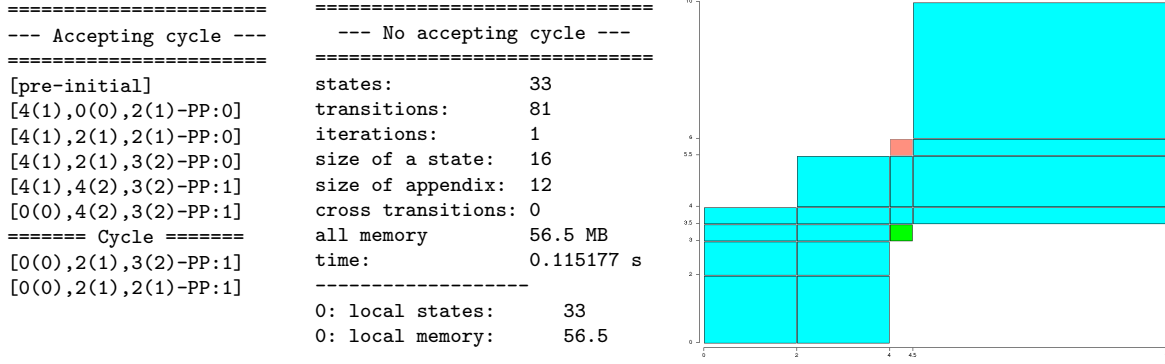 ========================
--- Accepting cycle ---
========================
[pre-initial]
[4(1),0(0),2(1)-PP:0]
[4(1),2(1),2(1)-PP:0]
[4(1),2(1),3(2)-PP:0]
[4(1),4(2),3(2)-PP:1]
[0(0),4(2),3(2)-PP:1]
======= Cycle =======
[0(0),2(1),3(2)-PP:1]
[0(0),2(1),2(1)-PP:1]
===============================
--- No accepting cycle ---
===============================
states: 33
transitions: 81
iterations: 1
size of a state: 16
size of appendix: 12
cross transitions: 0
all memory 56.5 MB
time: 0.115177 s
--------------------
0: local states: 33
0: local memory: 56.5
10
6
5.5
4
3.5
3
2
0
0 2 4 4.5